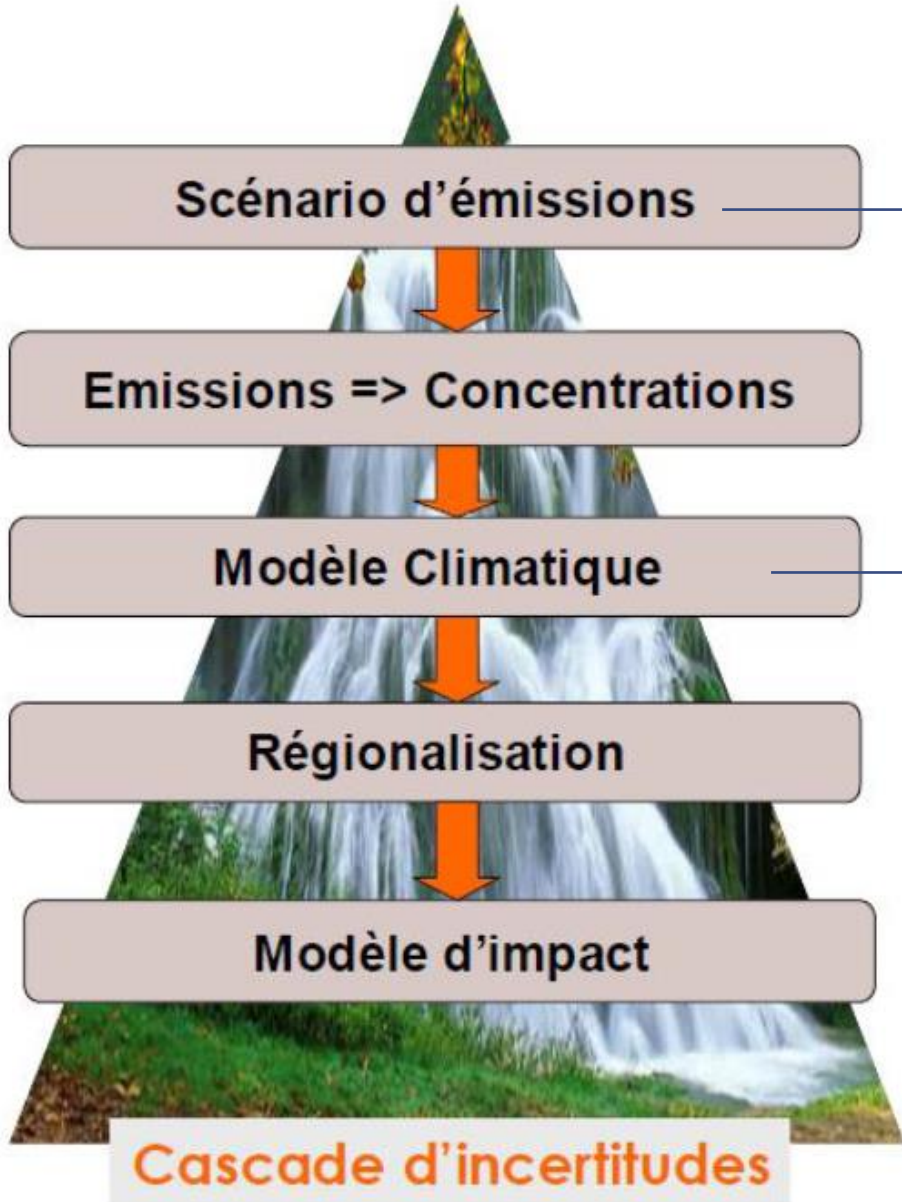 Scénario d'émissions
Emissions => Concentrations
Modèle Climatique
Régionalisation
Modèle d'impact
Cascade d'incertitudes